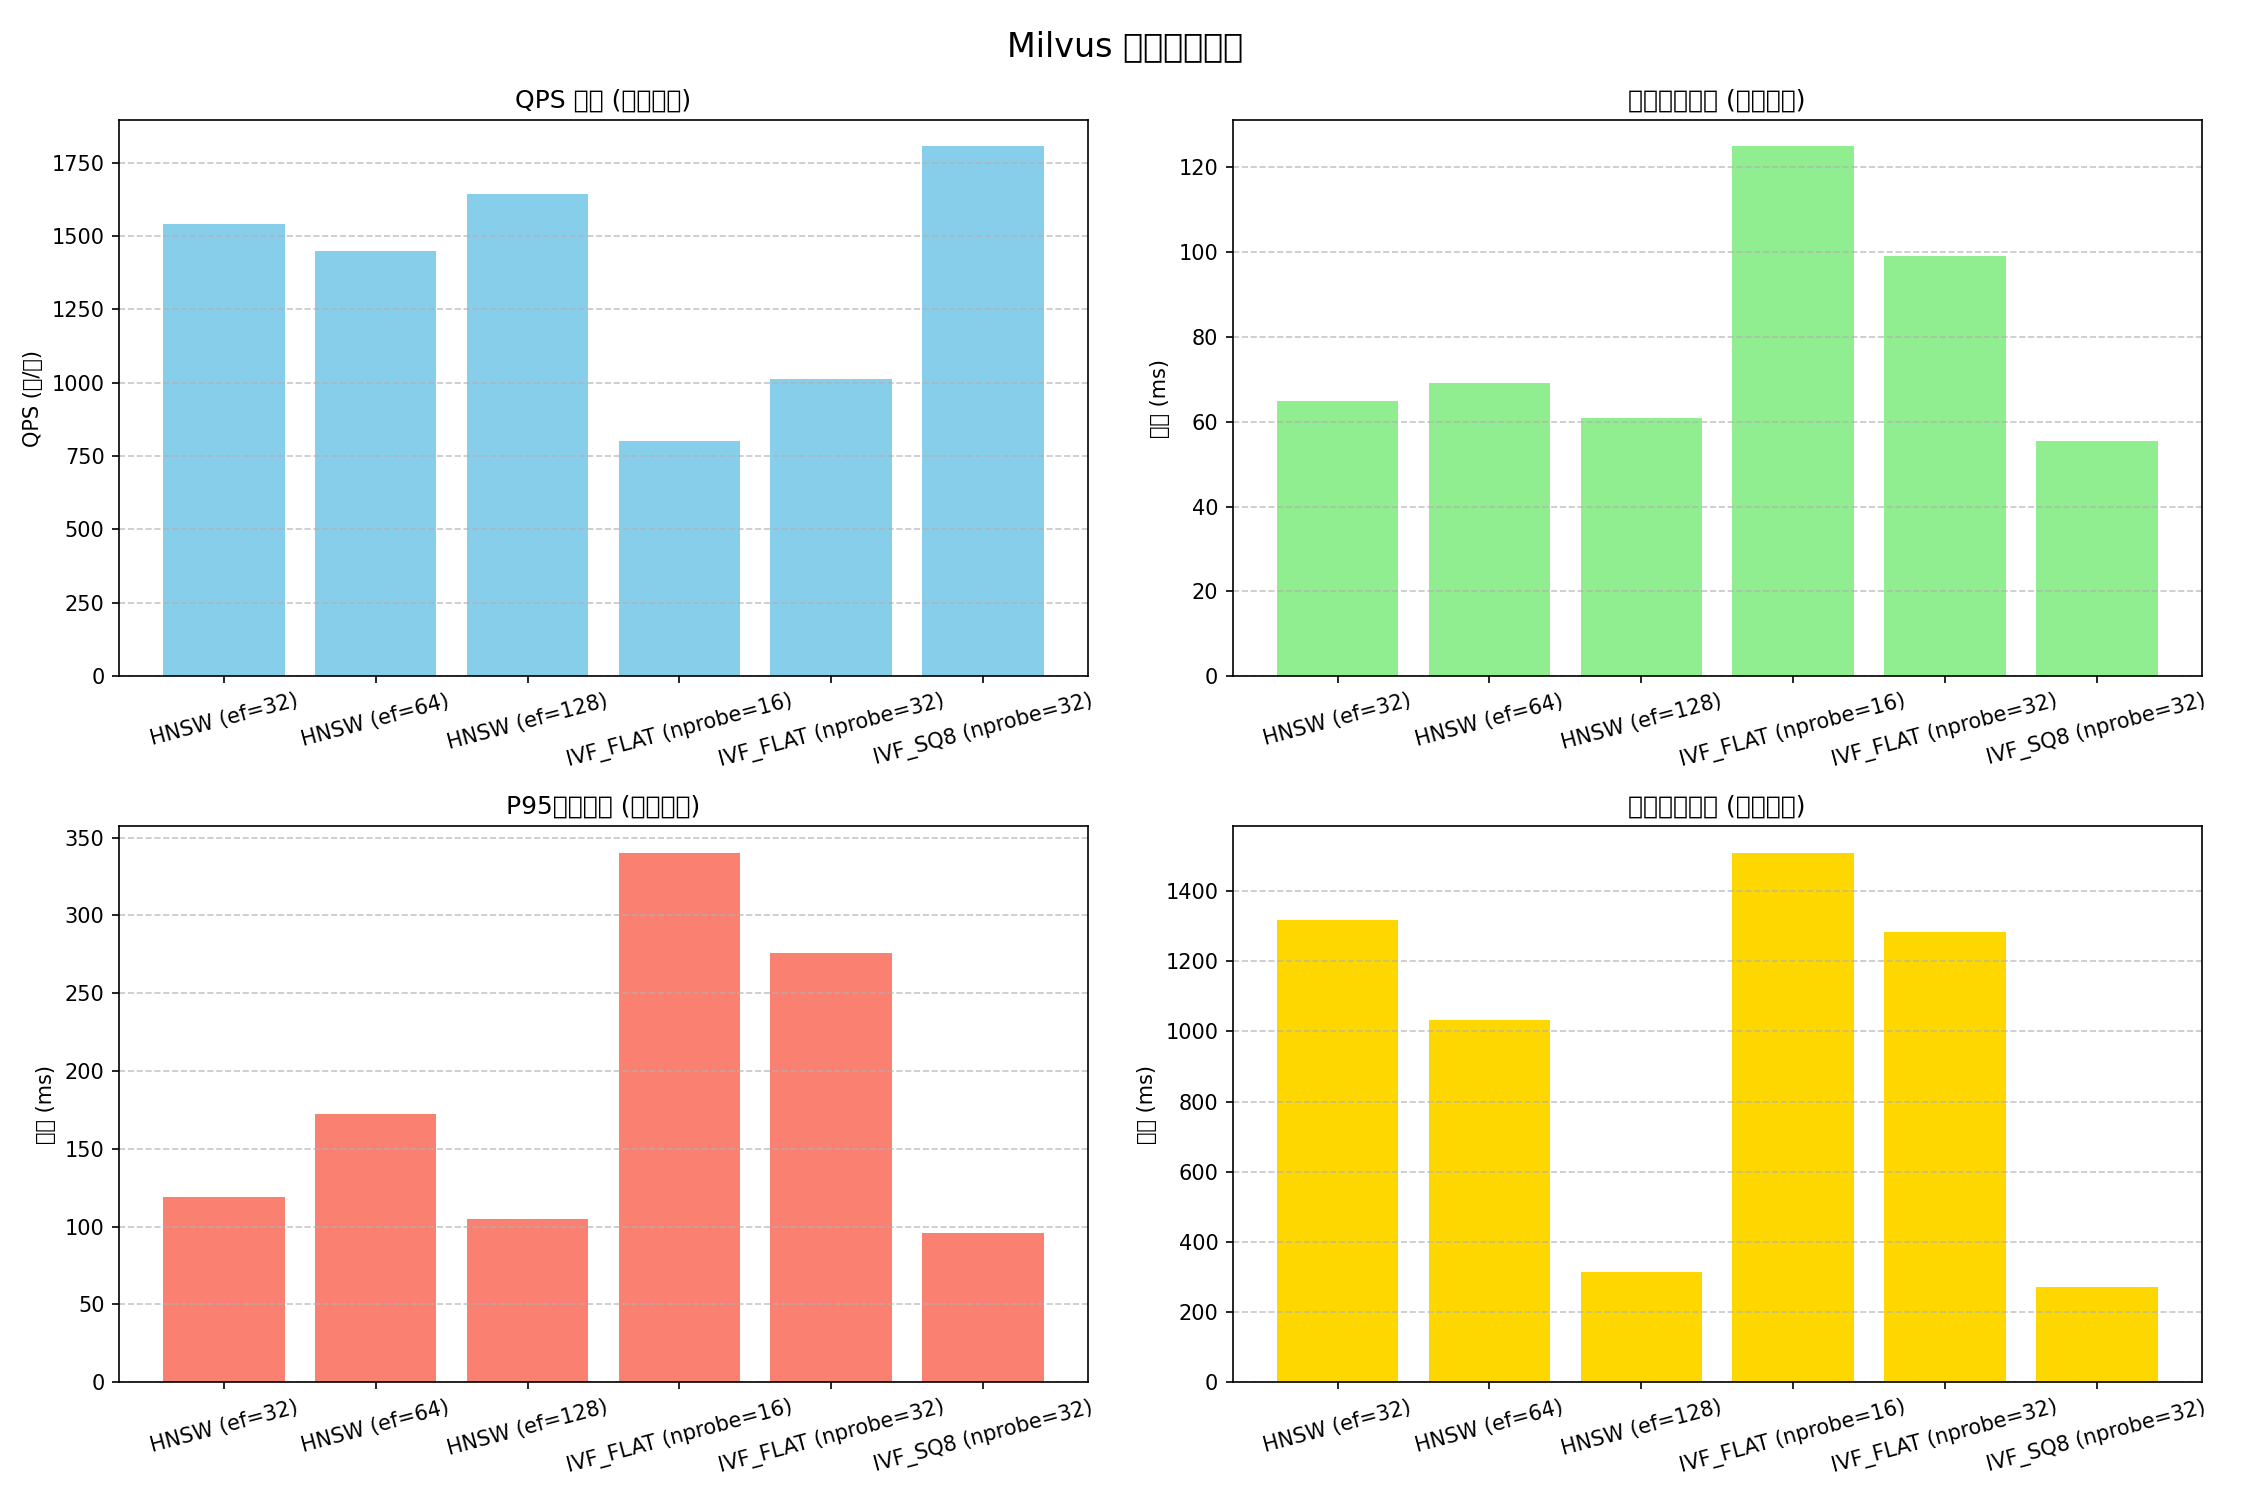 Milvus
QPS
1750
1500
1250
1000
750
500
250
0
QPS
HNSW (ef=32)
HNSW (ef=64)
HNSW (ef=128)
IVF_FLAT (nprobe=16)
IVF_FLAT (nprobe=32)
IVF_SQ8 (nprobe=32)
120
100
80
60
40
20
0
(ms)
HNSW (ef=32)
HNSW (ef=64)
HNSW (ef=128)
IVF_FLAT (nprobe=16)
IVF_FLAT (nprobe=32)
IVF_SQ8 (nprobe=32)
P95
350
300
250
200
150
100
50
0
(ms)
HNSW (ef=32)
HNSW (ef=64)
HNSW (ef=128)
IVF_FLAT (nprobe=16)
IVF_FLAT (nprobe=32)
IVF_SQ8 (nprobe=32)
1400
1200
1000
800
600
400
200
0
(ms)
HNSW (ef=32)
HNSW (ef=64)
HNSW (ef=128)
IVF_FLAT (nprobe=16)
IVF_FLAT (nprobe=32)
IVF_SQ8 (nprobe=32)